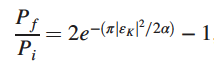 P_f/P_i = 2e^{-(π|ε_K|²/2α)} − 1.